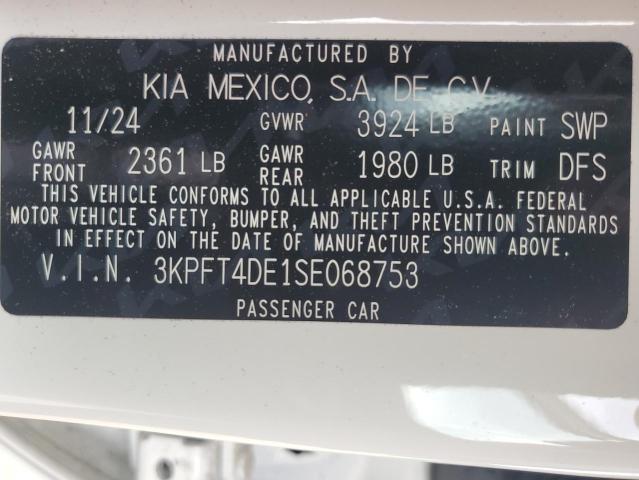 MANUFACTURED BY
KIA MEXICO, S.A. DE C.V.
11/24 GVWR 3924 LB PAINT SWP
GAWR FRONT 2361 LB GAWR REAR 1980 LB TRIM DFS
THIS VEHICLE CONFORMS TO ALL APPLICABLE U.S.A. FEDERAL
MOTOR VEHICLE SAFETY, BUMPER, AND THEFT PREVENTION STANDARDS
IN EFFECT ON THE DATE OF MANUFACTURE SHOWN ABOVE.
V.I.N. 3KPFT4DE1SE068753
PASSENGER CAR